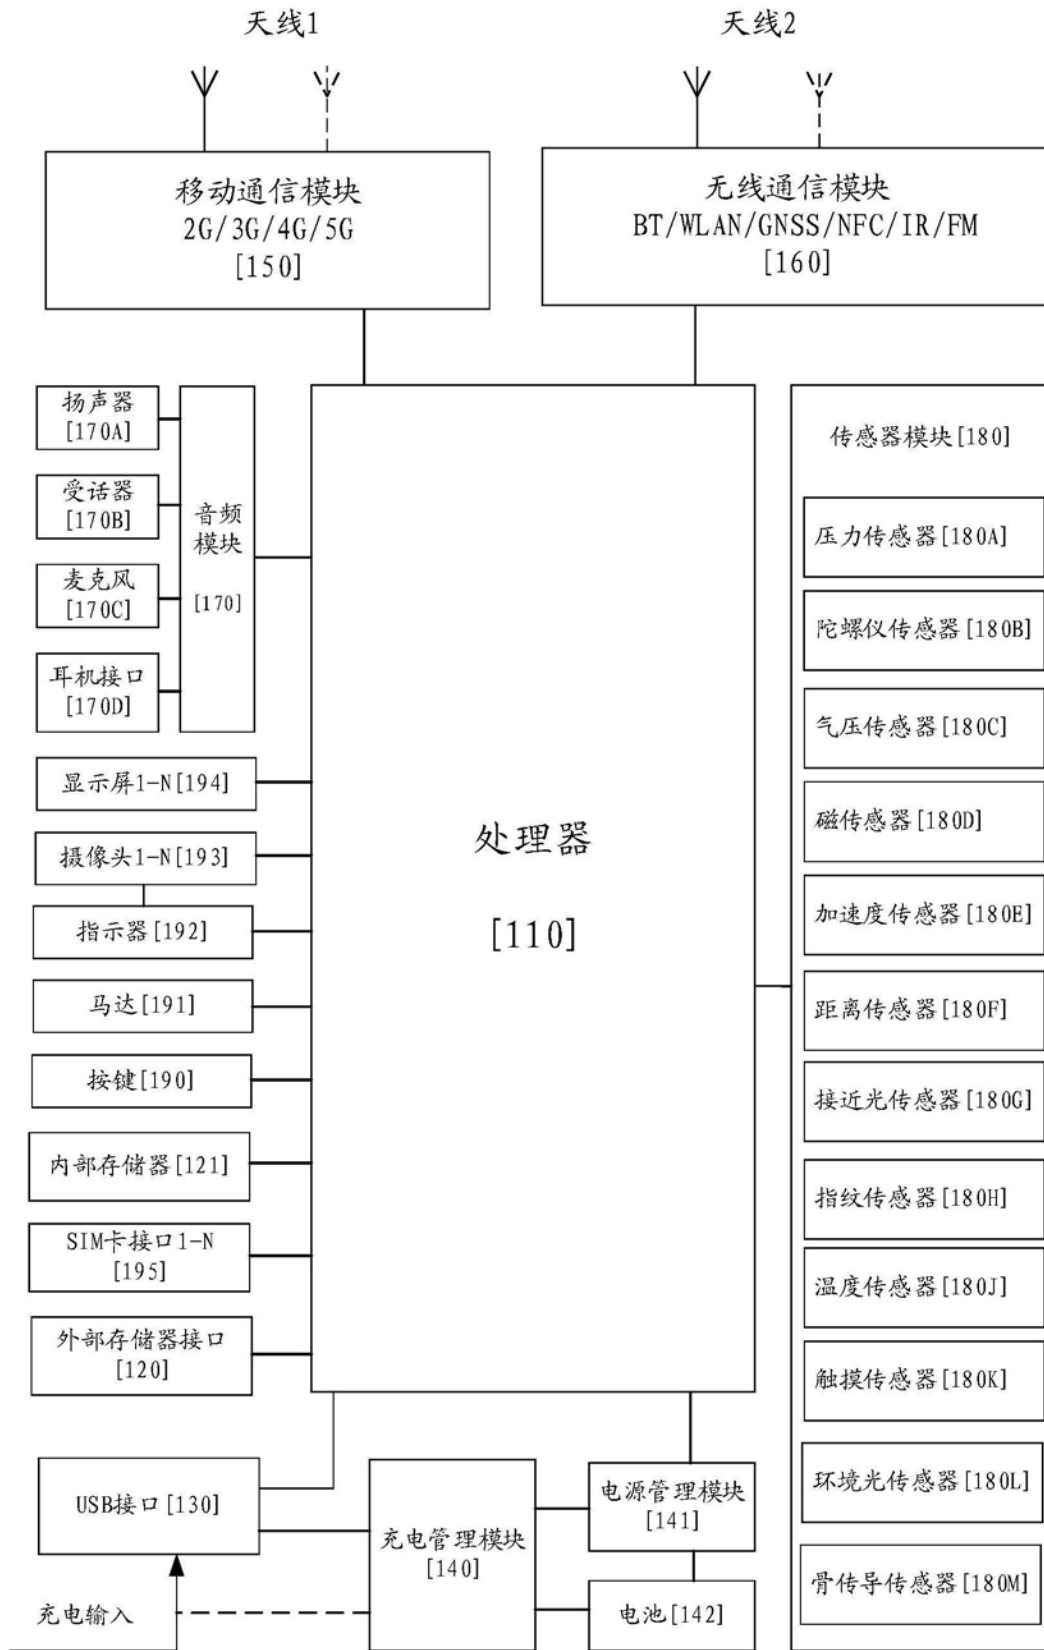 天线1
天线2
移动通信模块
2G/3G/4G/5G
[150]
无线通信模块
BT/WLAN/GNSS/NFC/IR/FM
[160]
扬声器
[170A]
受话器
[170B]
麦克风
[170C]
耳机接口
[170D]
音频
模块
[170]
显示屏1-N[194]
摄像头1-N[193]
指示器[192]
马达[191]
按键[190]
内部存储器[121]
SIM卡接口1-N
[195]
外部存储器接口
[120]
处理器
[110]
传感器模块[180]
压力传感器[180A]
陀螺仪传感器[180B]
气压传感器[180C]
磁传感器[180D]
加速度传感器[180E]
距离传感器[180F]
接近光传感器[180G]
指纹传感器[180H]
温度传感器[180J]
触摸传感器[180K]
环境光传感器[180L]
骨传导传感器[180M]
USB接口[130]
充电管理模块
[140]
电源管理模块
[141]
电池[142]
充电输入